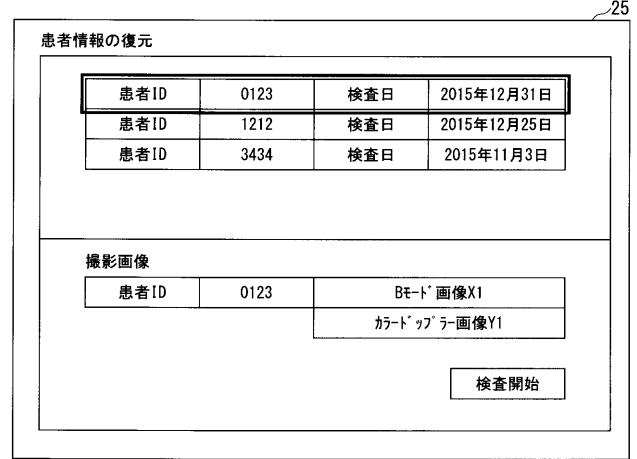 25
患者情報の復元
患者ID 0123 検査日 2015年12月31日
患者ID 1212 検査日 2015年12月25日
患者ID 3434 検査日 2015年11月3日
撮影画像
患者ID 0123 Bﾓｰﾄﾞ画像X1
ｶﾗｰﾄﾞｯﾌﾟﾗｰ画像Y1
検査開始